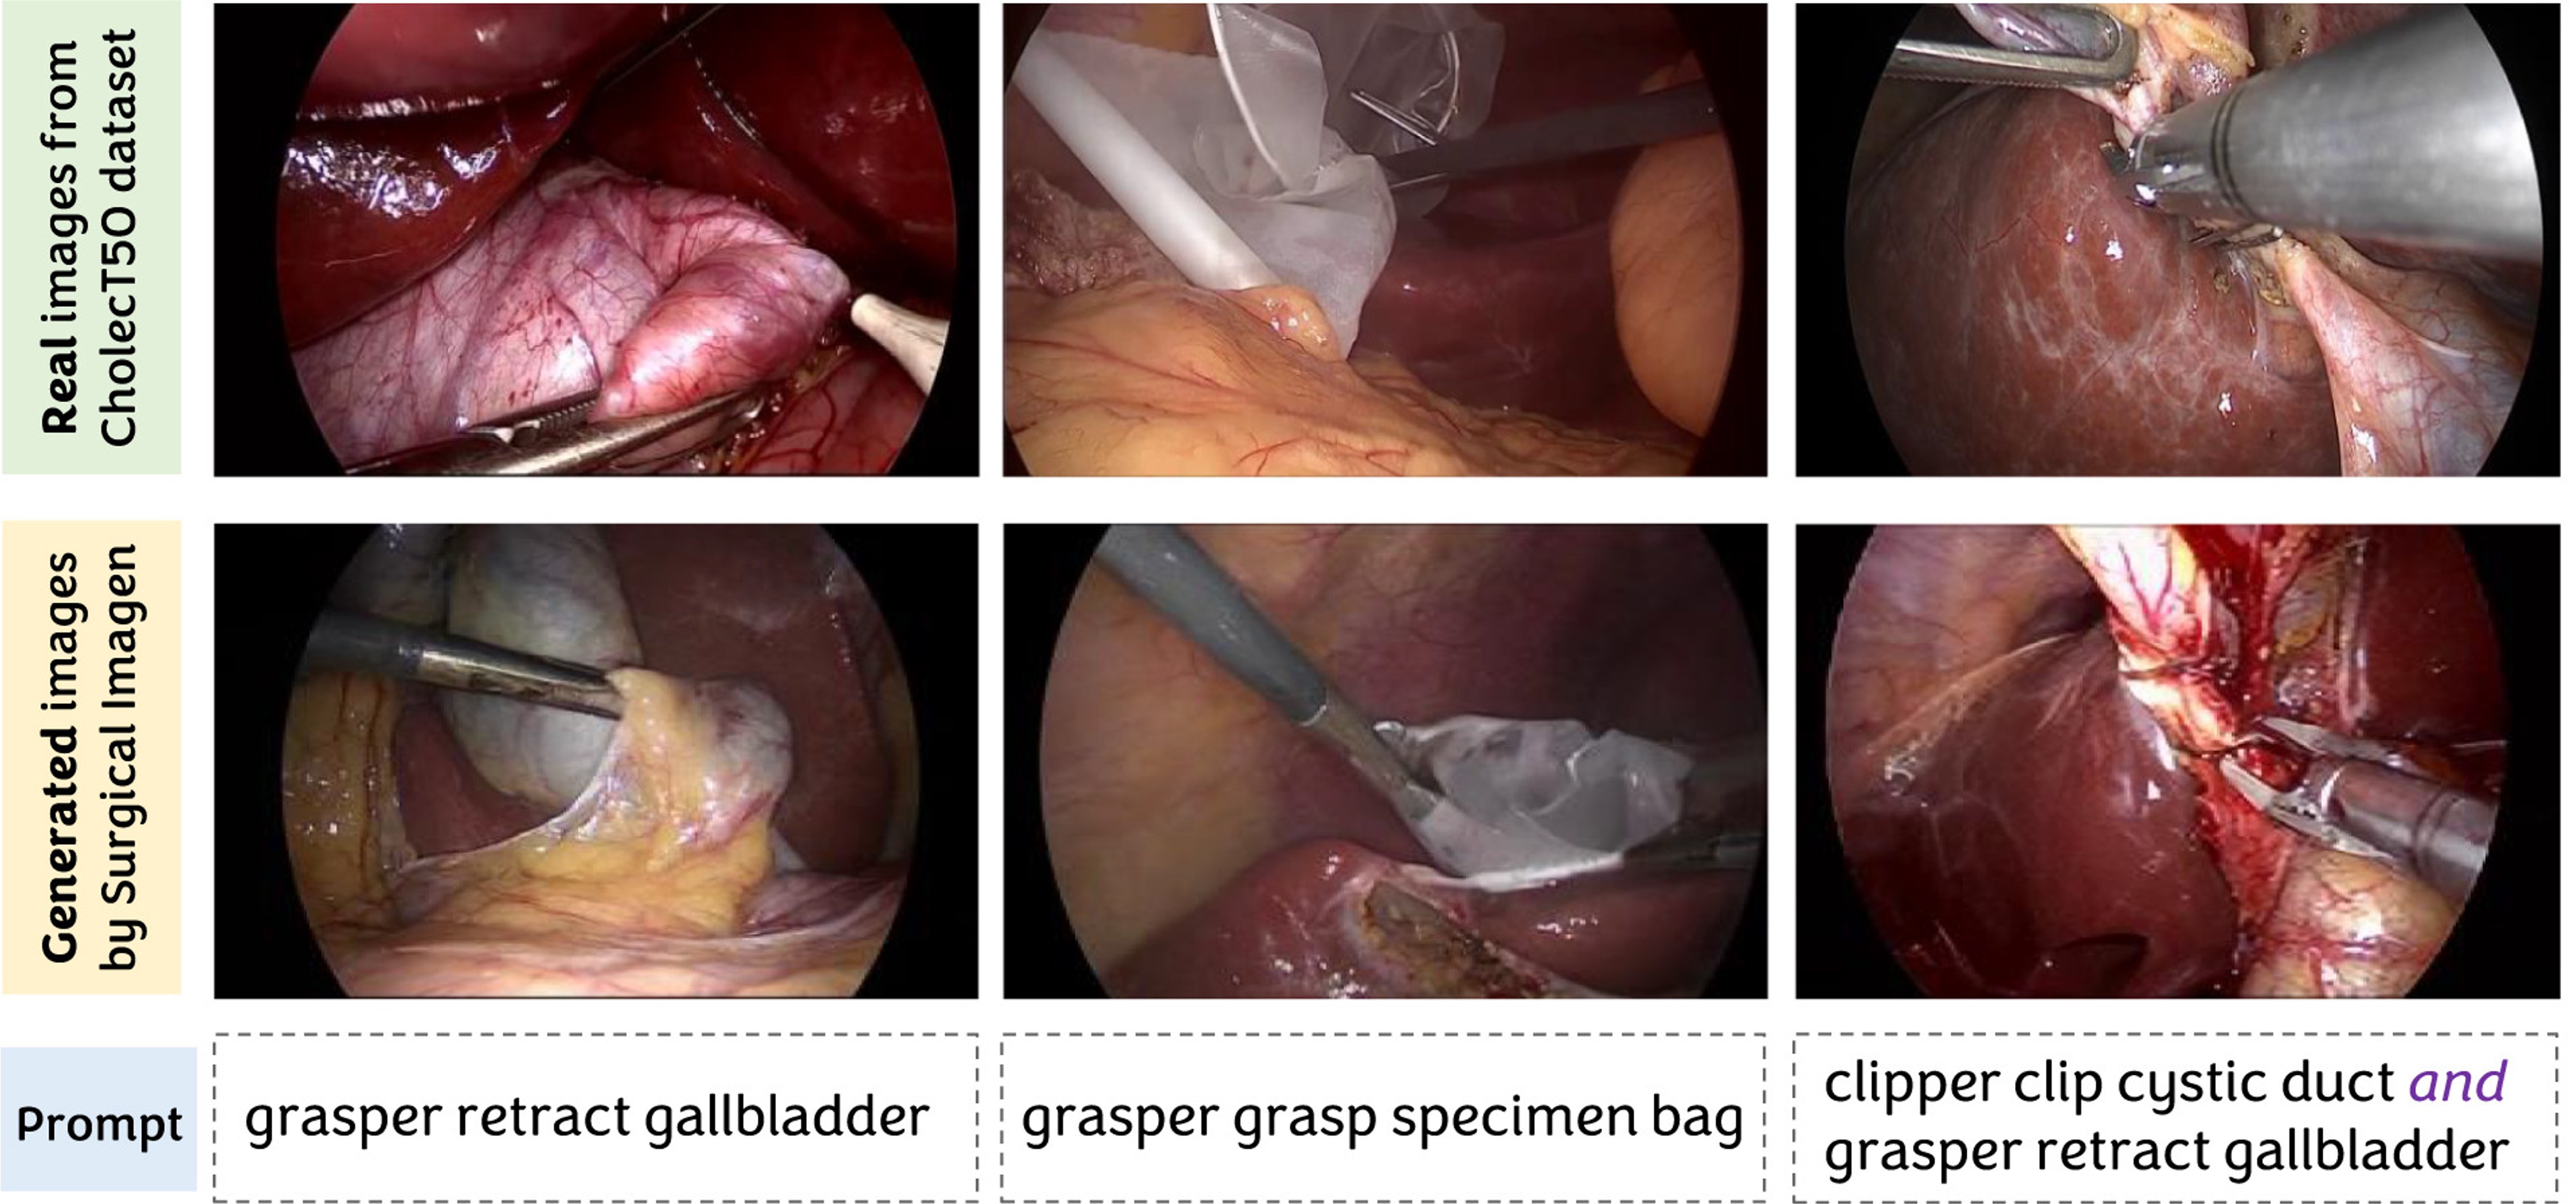 Real images from
CholecT50 dataset
Generated images
by Surgical Imagen
Prompt
grasper retract gallbladder
grasper grasp specimen bag
clipper clip cystic duct and
grasper retract gallbladder